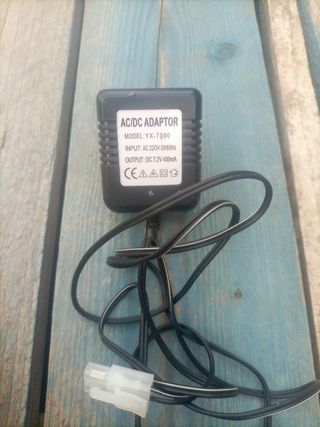 AC/DC ADAPTOR
MODEL: YX-7000
INPUT: AC 220V 50/60Hz
OUTPUT: DC 7.2V 400mA
CE